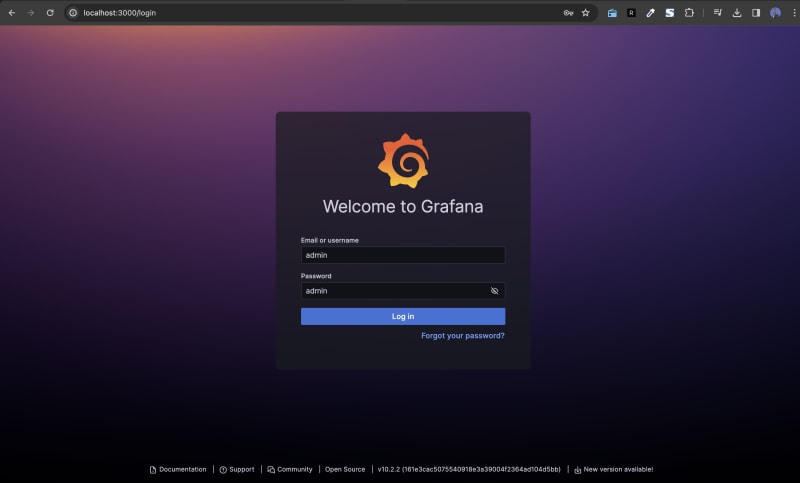 localhost:3000/login
R
S
Welcome to Grafana
Email or username
admin
Password
admin
Log in
Forgot your password?
Documentation | Support | Community | Open Source | v10.2.2 (161e3cac5075540918e3a39004f2364ad104d5bb) | New version available!